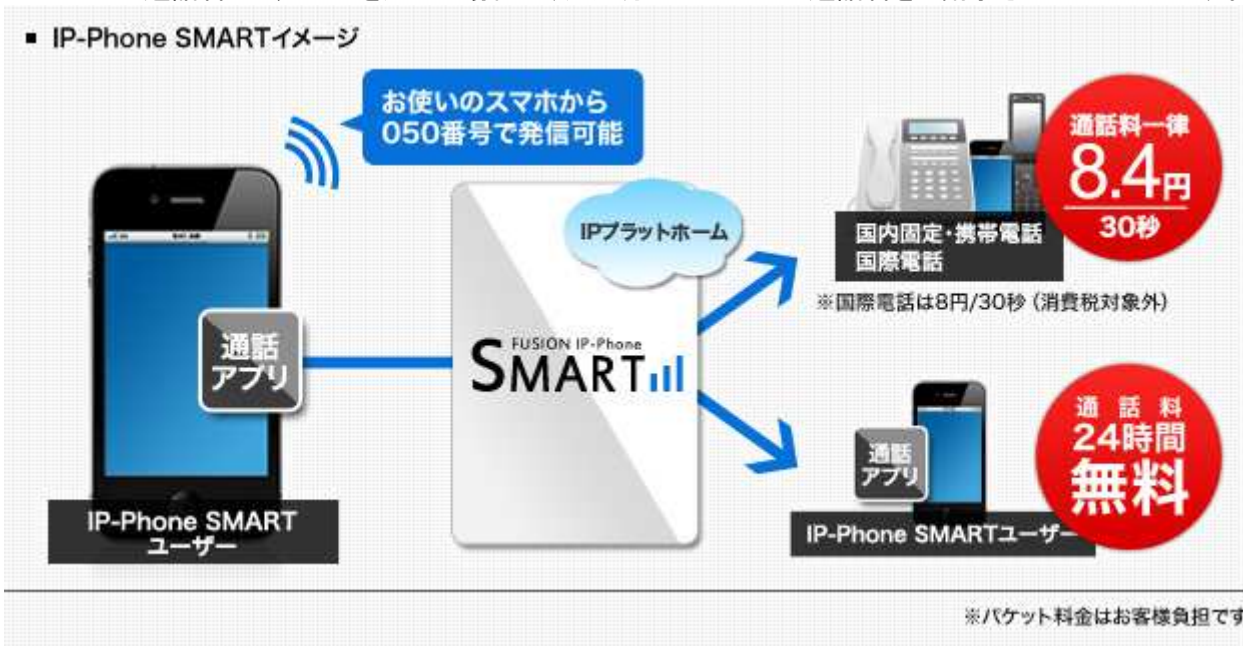 ■ IP-Phone SMARTイメージ
お使いのスマホから
050番号で発信可能
通話料一律
8.4円
30秒
IPプラットホーム
国内固定・携帯電話
国際電話
※国際電話は8円/30秒(消費税対象外)
通話
アプリ
FUSION IP-Phone
SMART
通話料
24時間
無料
通話
アプリ
IP-Phone SMART
ユーザー
IP-Phone SMARTユーザー
※パケット料金はお客様負担です